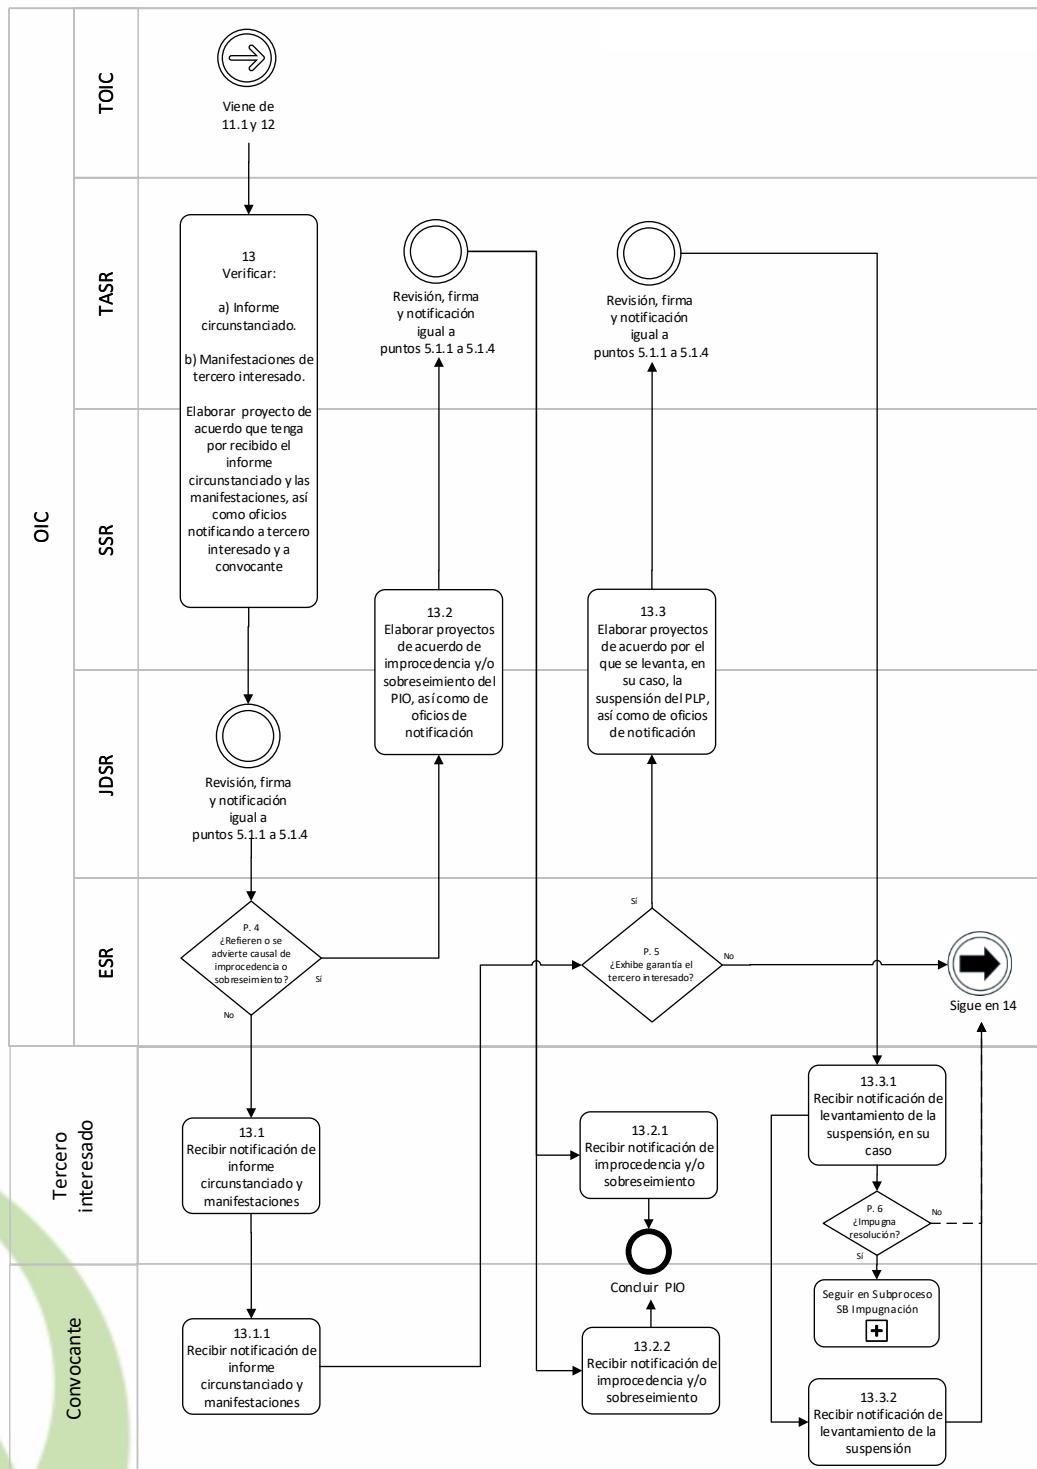 OIC
TOIC
Viene de
11.1 y 12
TASR
13
Verificar:
a) Informe
circunstanciado.
b) Manifestaciones de
tercero interesado.
Elaborar proyecto de
acuerdo que tenga
por recibido el
informe
circunstanciado y las
manifestaciones, así
como oficios
notificando a tercero
interesado y a
convocante
Revisión, firma
y notificación
igual a
puntos 5.1.1 a 5.1.4
Revisión, firma
y notificación
igual a
puntos 5.1.1 a 5.1.4
SSR
13.2
Elaborar proyectos
de acuerdo de
improcedencia y/o
sobreseimiento del
PIO, así como de
oficios de
notificación
13.3
Elaborar proyectos
de acuerdo por el
que se levanta, en
su caso, la
suspensión del PLP,
así como de oficios
de notificación
JDSR
Revisión, firma
y notificación
igual a
puntos 5.1.1 a 5.1.4
ESR
P. 4
¿Refieren o se
advierte causal de
improcedencia o
sobreseimiento?
Sí
No
Sí
P. 5
¿Exhibe garantía el
tercero interesado?
No
Sigue en 14
Tercero
interesado
13.1
Recibir notificación de
informe
circunstanciado y
manifestaciones
13.2.1
Recibir notificación de
improcedencia y/o
sobreseimiento
13.3.1
Recibir notificación de
levantamiento de la
suspensión, en su
caso
P. 6
¿Impugna
resolución?
No
Sí
Concluir PIO
Convocante
13.1.1
Recibir notificación de
informe
circunstanciado y
manifestaciones
13.2.2
Recibir notificación de
improcedencia y/o
sobreseimiento
Seguir en Subproceso
SB Impugnación
13.3.2
Recibir notificación de
levantamiento de la
suspensión